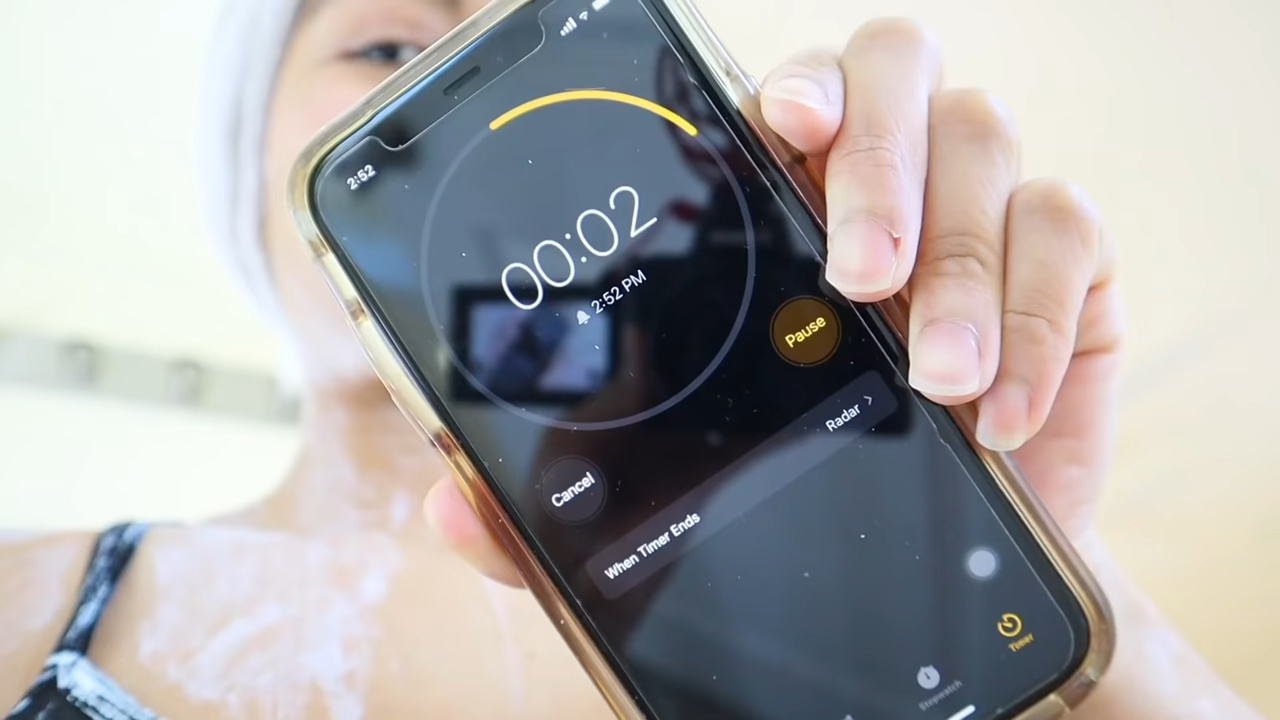 2:52
00:02
2:52 PM
Cancel
Pause
When Timer Ends
Radar
Stopwatch
Timer